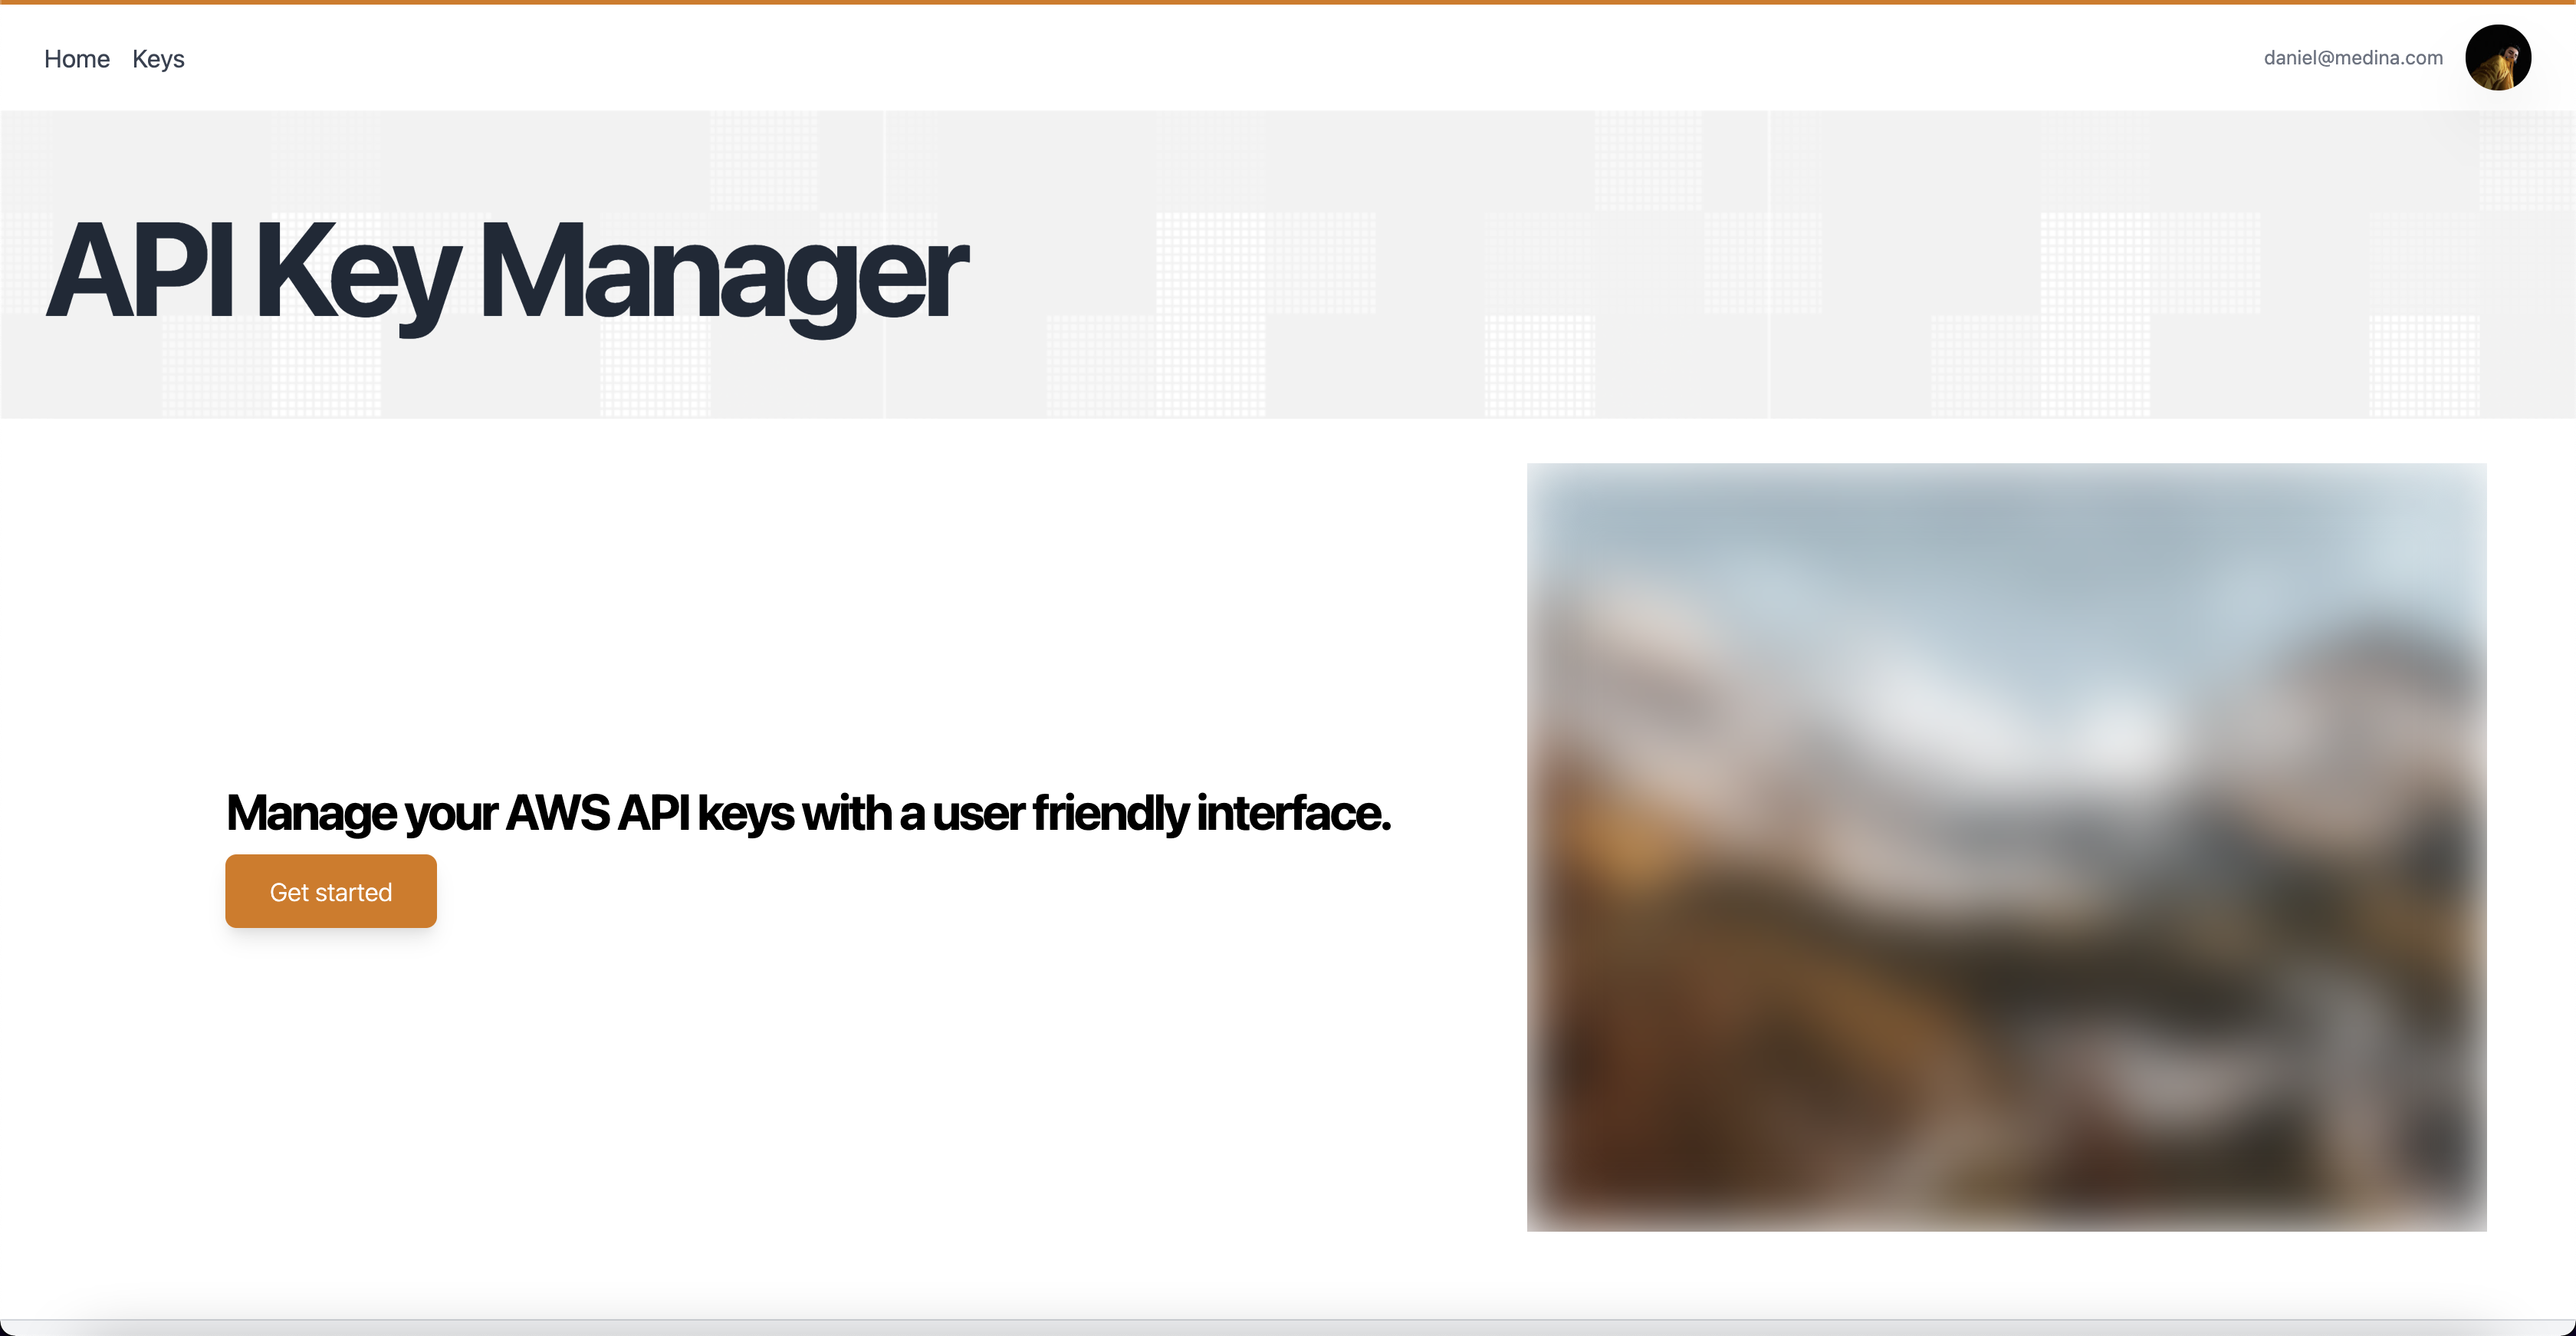 Home Keys
daniel@medina.com
API Key Manager
Manage your AWS API keys with a user friendly interface.
Get started